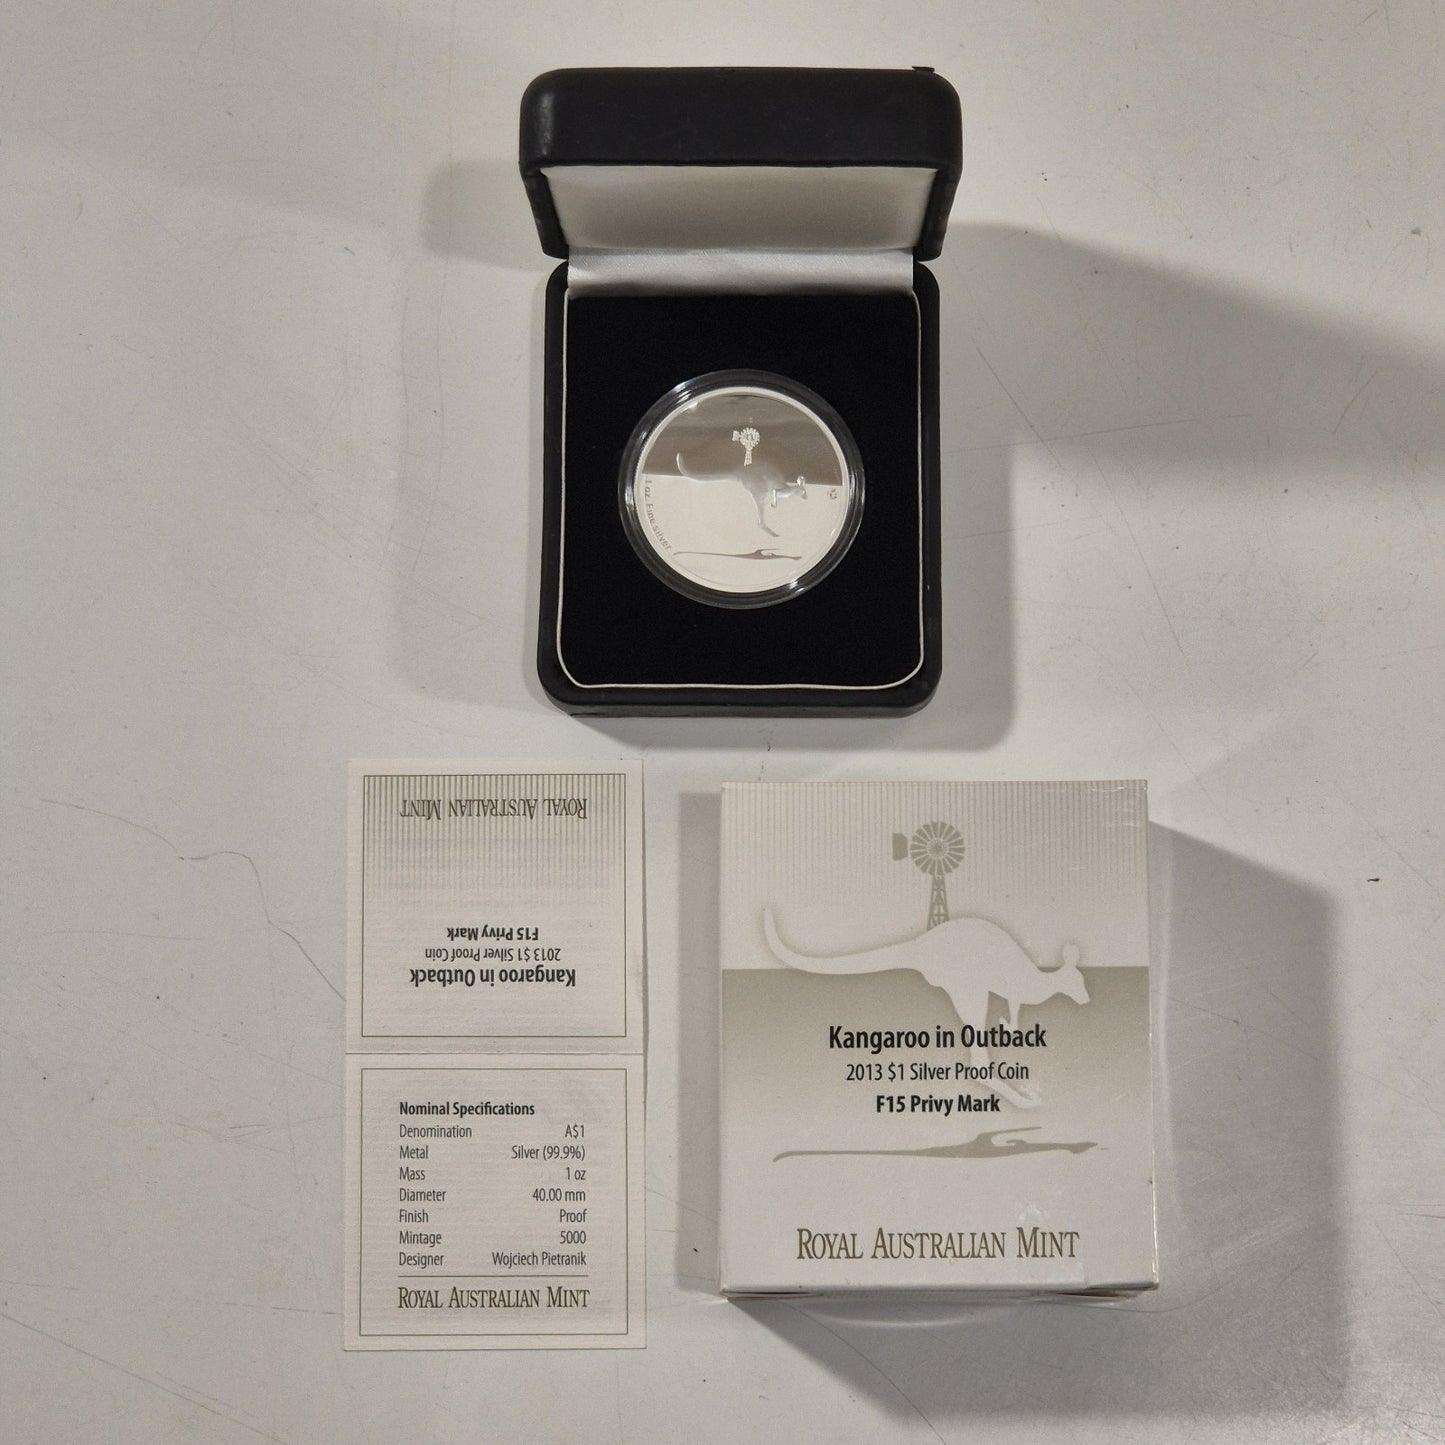 1 oz. Fine silver
ROYAL AUSTRALIAN MINT
Kangaroo in Outback
2013 $1 Silver Proof Coin
F15 Privy Mark
Nominal Specifications
Denomination A$1
Metal Silver (99.9%)
Mass 1 oz
Diameter 40.00 mm
Finish Proof
Mintage 5000
Designer Wojciech Pietranik
ROYAL AUSTRALIAN MINT
Kangaroo in Outback
2013 $1 Silver Proof Coin
F15 Privy Mark
ROYAL AUSTRALIAN MINT